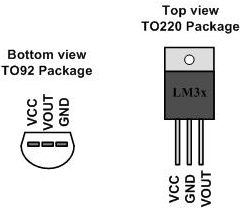 Top view
TO220 Package
Bottom view
TO92 Package
LM3x
VCC
VOUT
GND
VCC
GND
VOUT